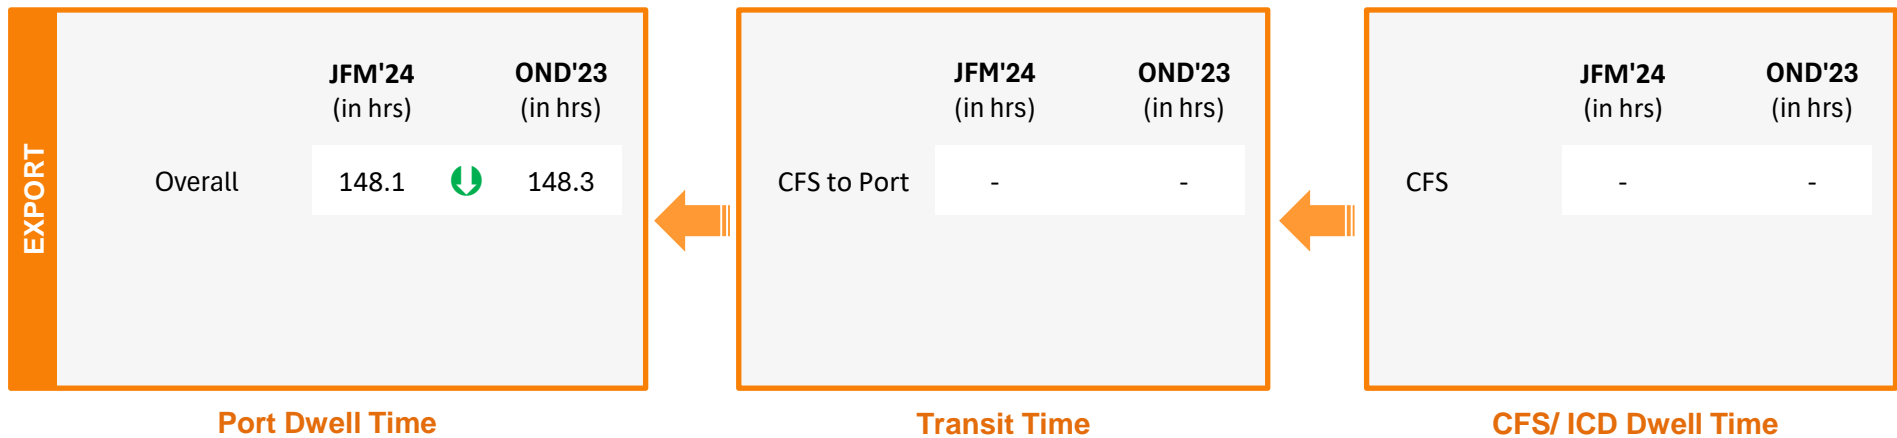 EXPORT
JFM'24 OND'23
(in hrs) (in hrs)
Overall 148.1 148.3
Port Dwell Time
JFM'24 OND'23
(in hrs) (in hrs)
CFS to Port - -
Transit Time
JFM'24 OND'23
(in hrs) (in hrs)
CFS - -
CFS/ ICD Dwell Time